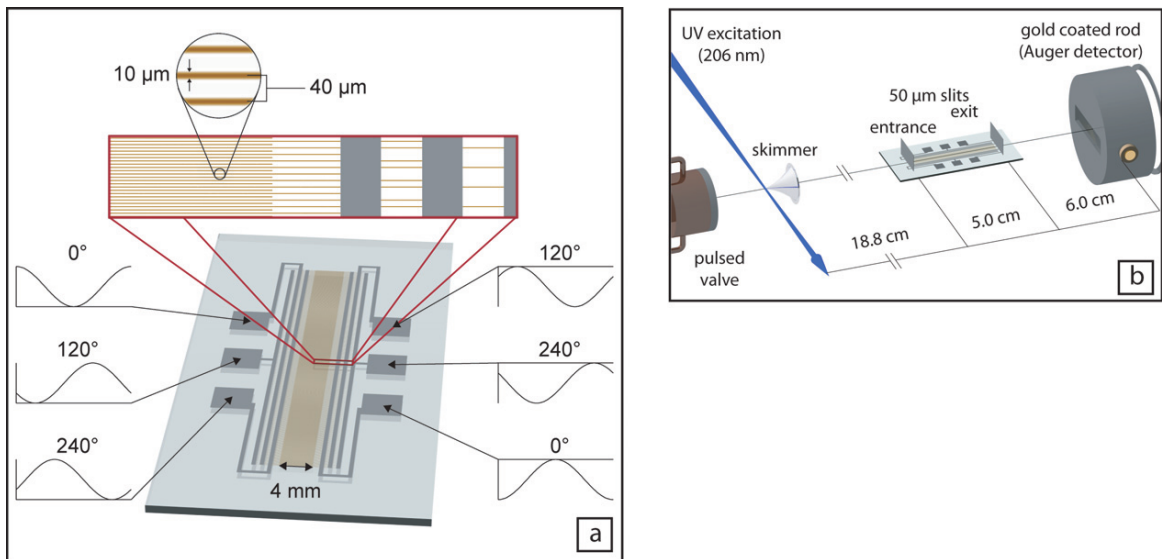 10 µm
40 µm
0°
120°
240°
120°
240°
0°
4 mm
a
UV excitation
(206 nm)
gold coated rod
(Auger detector)
50 µm slits
exit
entrance
skimmer
6.0 cm
5.0 cm
18.8 cm
pulsed
valve
b